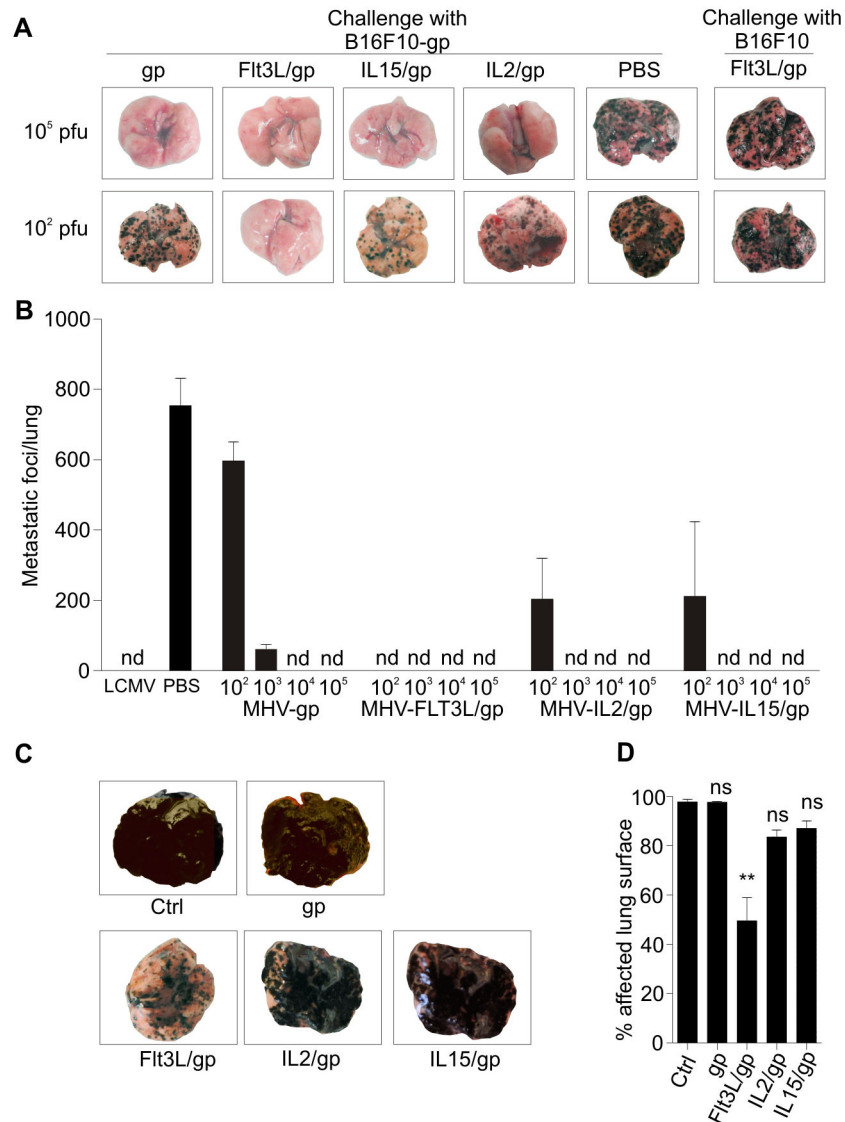 A
Challenge with
B16F10-gp
Challenge with
B16F10
gp Flt3L/gp IL15/gp IL2/gp PBS Flt3L/gp
10⁵ pfu
10² pfu
B
Metastatic foci/lung
1000
800
600
400
200
0
nd nd nd nd nd nd nd nd nd nd nd nd nd
LCMV PBS 10² 10³ 10⁴ 10⁵ 10² 10³ 10⁴ 10⁵ 10² 10³ 10⁴ 10⁵ 10² 10³ 10⁴ 10⁵
MHV-gp MHV-FLT3L/gp MHV-IL2/gp MHV-IL15/gp
C
Ctrl gp
Flt3L/gp IL2/gp IL15/gp
D
% affected lung surface
100
80
60
40
20
0
ns ** ns ns
Ctrl gp Flt3L/gp IL2/gp IL15/gp